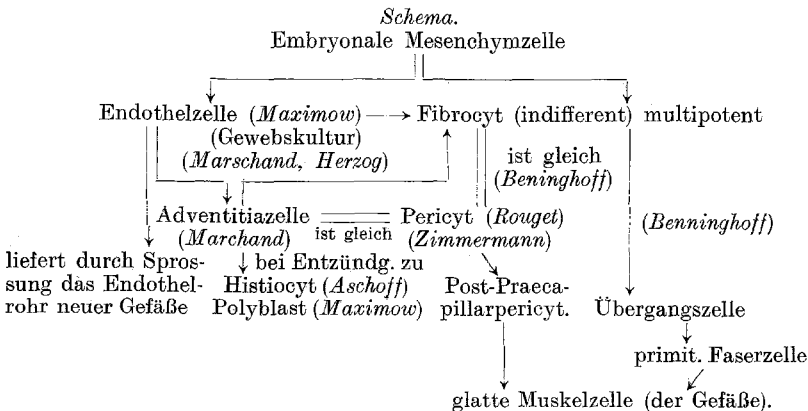 Schema.
Embryonale Mesenchymzelle
Endothelzelle (Maximow) → Fibrocyt (indifferent) multipotent
(Gewebskultur)
(Marschand, Herzog)
ist gleich
(Beninghoff)
Adventitiazelle ist gleich Pericyt (Rouget)
(Marchand) (Zimmermann)
(Benninghoff)
liefert durch Spros-
sung das Endothel-
rohr neuer Gefäße
bei Entzündg. zu
Histiocyt (Aschoff)
Polyblast (Maximow)
Post-Praeca-
pillarpericyt.
Übergangszelle
primit. Faserzelle
glatte Muskelzelle (der Gefäße).